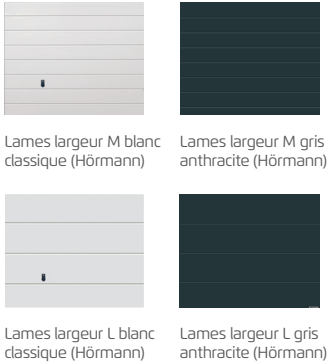 Lames largeur M blanc
classique (Hörmann)
Lames largeur M gris
anthracite (Hörmann)
Lames largeur L blanc
classique (Hörmann)
Lames largeur L gris
anthracite (Hörmann)